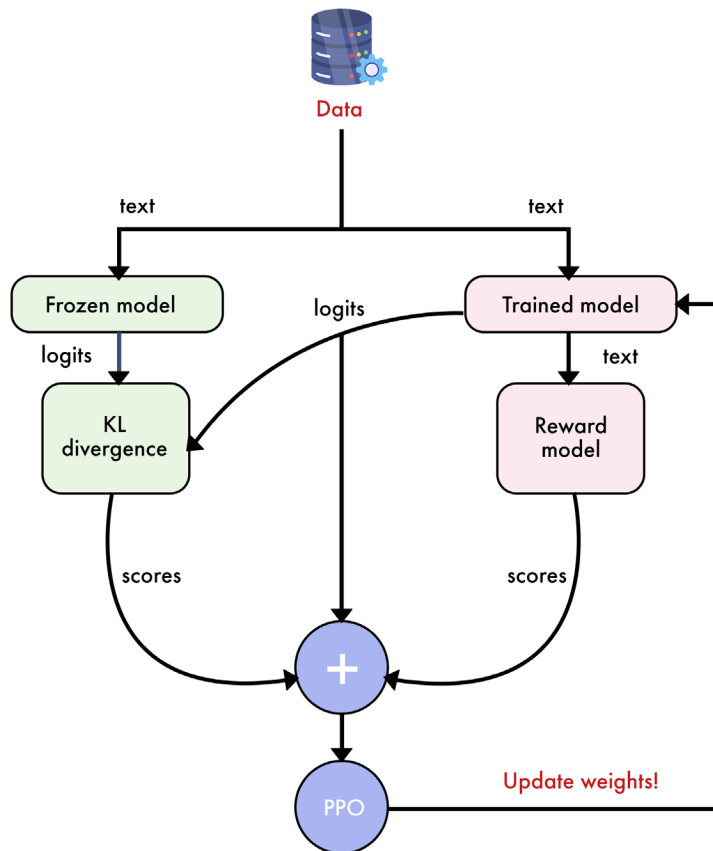 Data
text
text
Frozen model
logits
Trained model
logits
text
KL
divergence
Reward
model
scores
scores
+
Update weights!
PPO